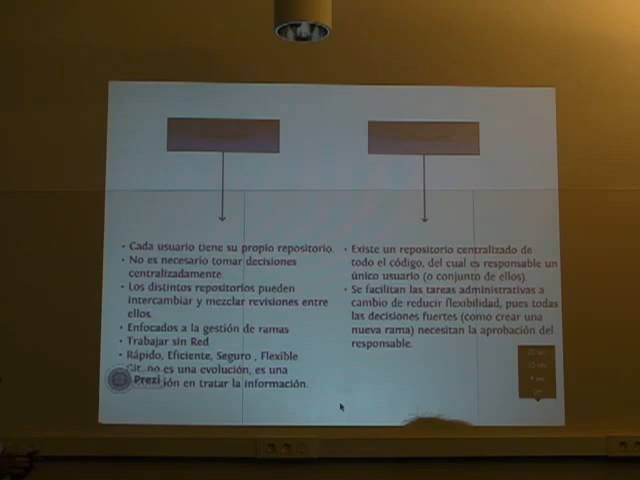 • Cada usuario tiene su propio repositorio.
• No es necesario tomar decisiones
centralizadamente.
• Los distintos repositorios pueden
intercambiar y mezclar revisiones entre
ellos.
• Enfocados a la gestión de ramas
• Trabajar sin Red.
• Rápido, Eficiente, Seguro , Flexible
no es una evolución, es una
en tratar la información.
Prezi
• Existe un repositorio centralizado de
todo el código, del cual es responsable un
único usuario (o conjunto de ellos).
• Se facilitan las tareas administrativas a
cambio de reducir flexibilidad, pues todas
las decisiones fuertes (como crear una
nueva rama) necesitan la aprobación del
responsable.